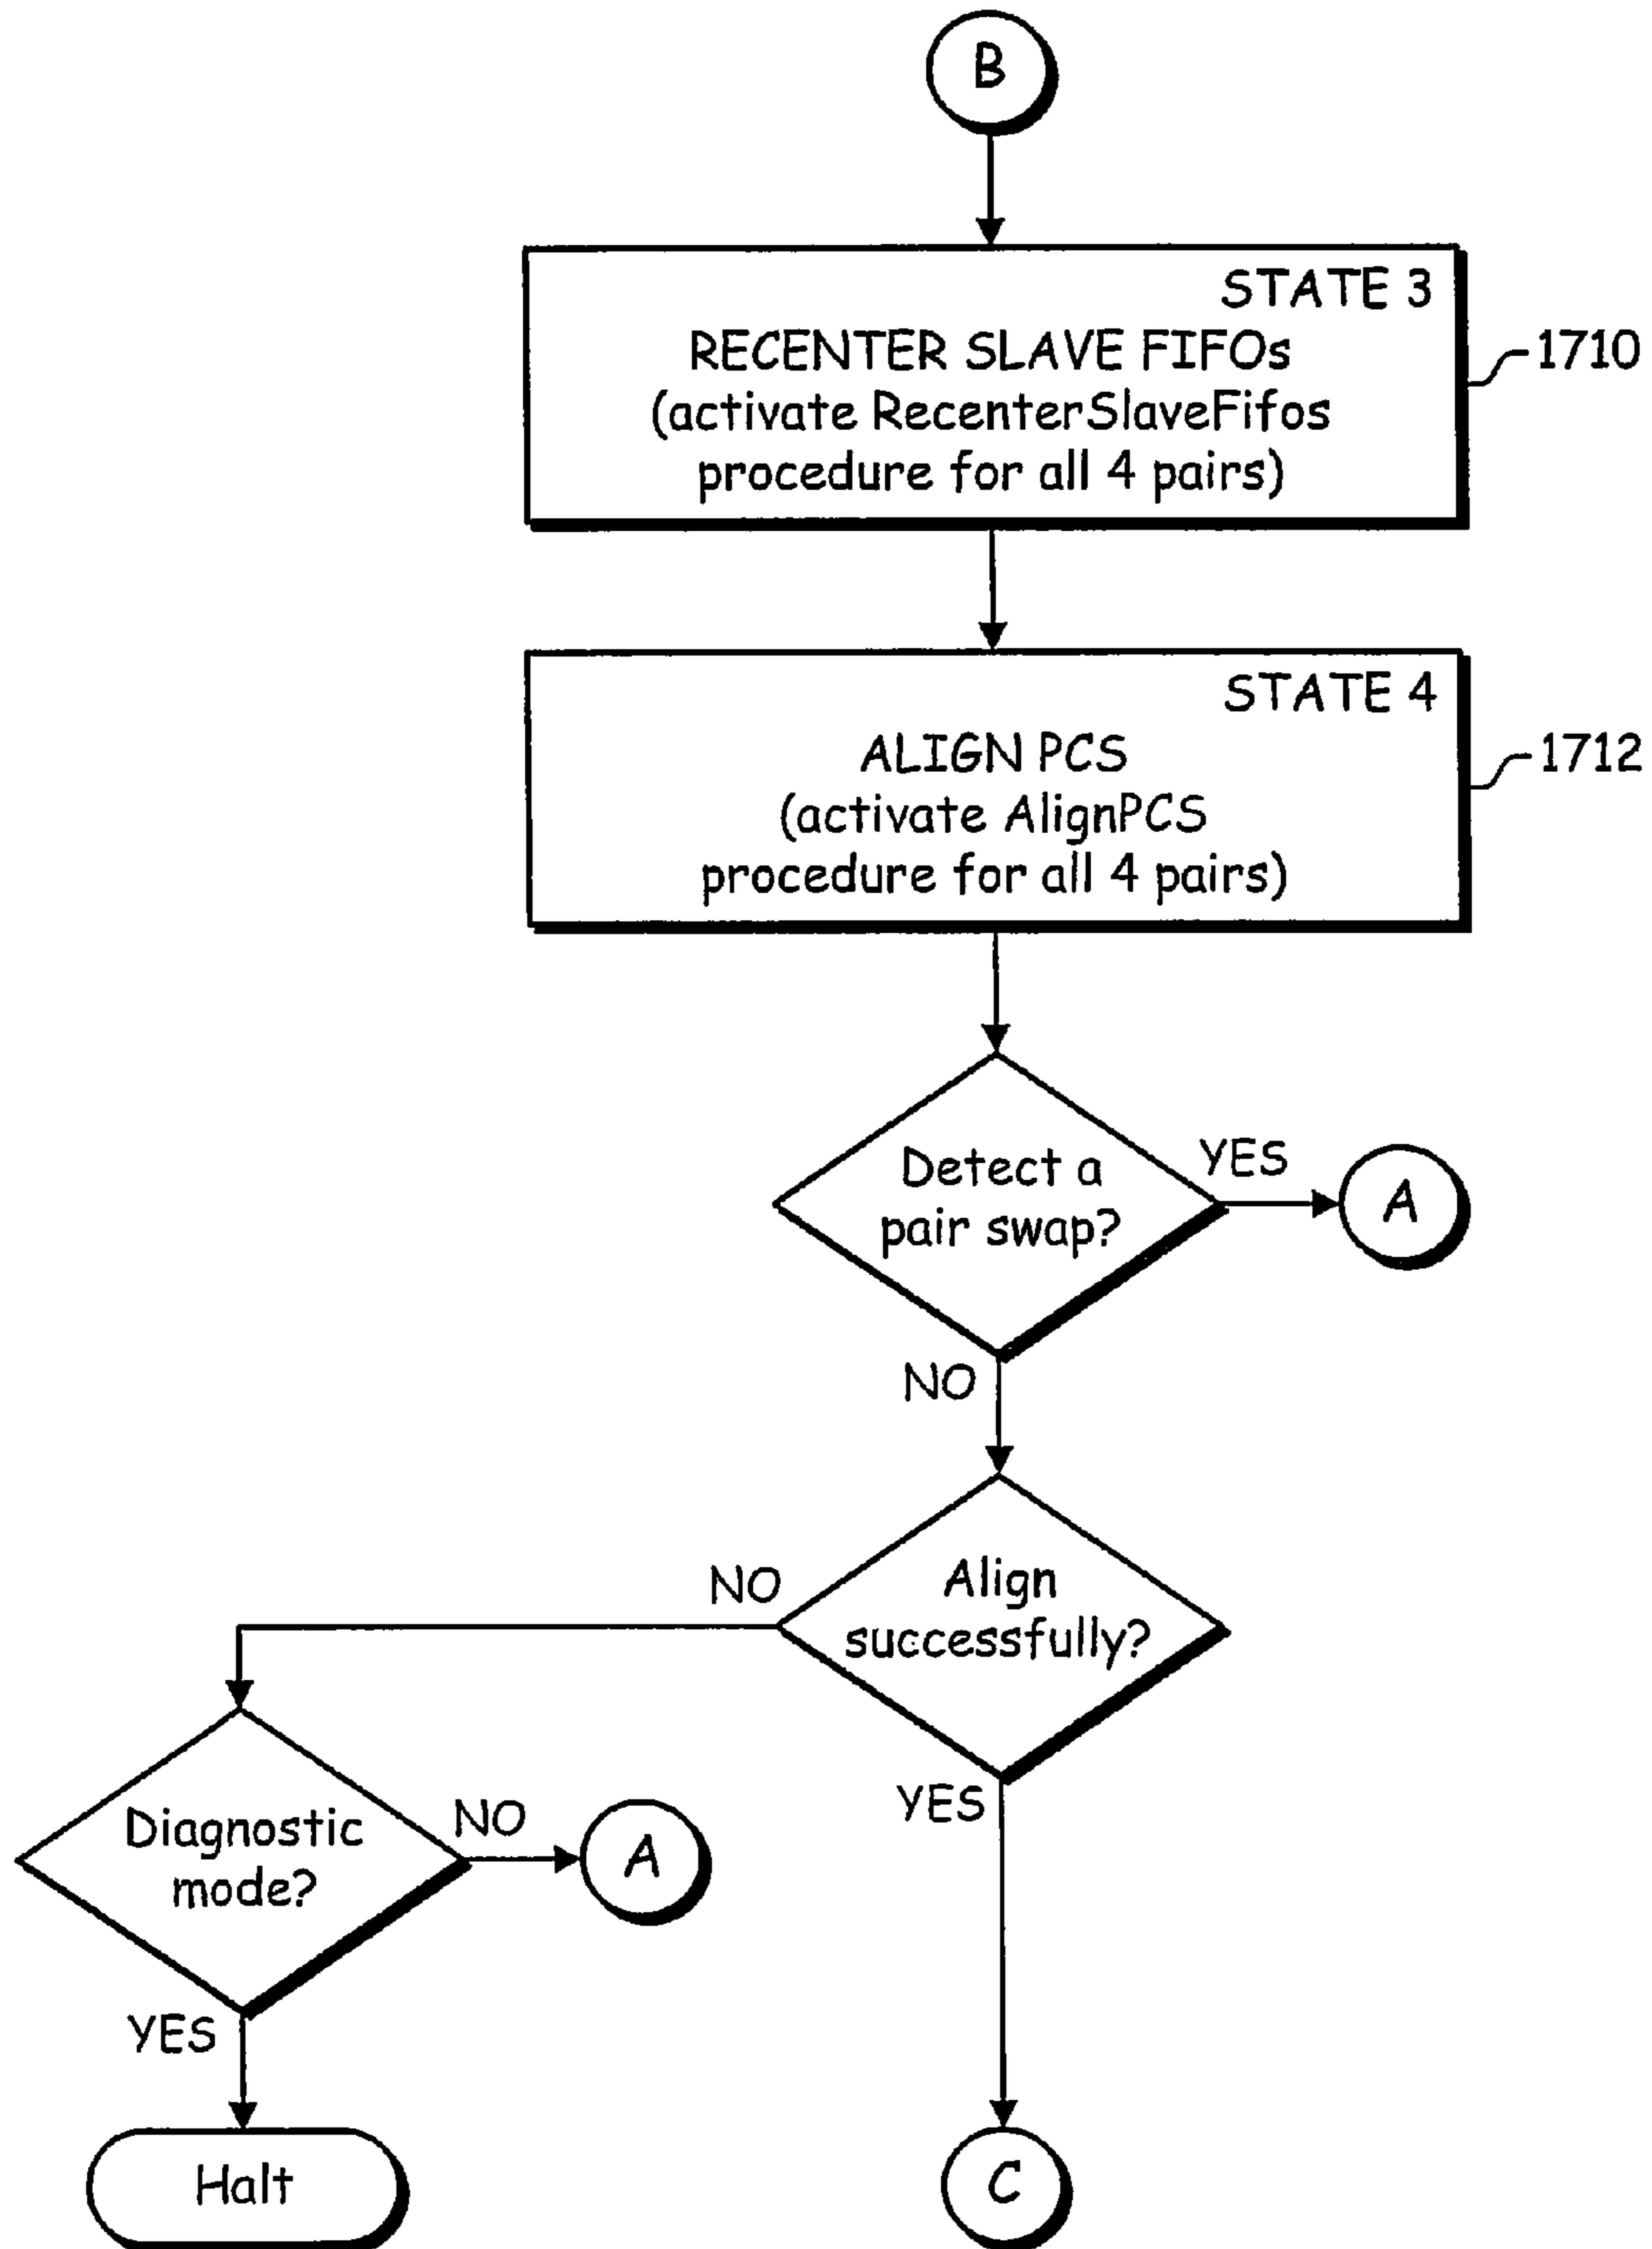 B
STATE 3
RECENTER SLAVE FIFOs
(activate RecenterSlaveFifos
procedure for all 4 pairs)
1710
STATE 4
ALIGN PCS
(activate AlignPCS
procedure for all 4 pairs)
1712
Detect a
pair swap?
YES
A
NO
Align
successfully?
NO
YES
Diagnostic
mode?
NO
A
YES
Halt
C